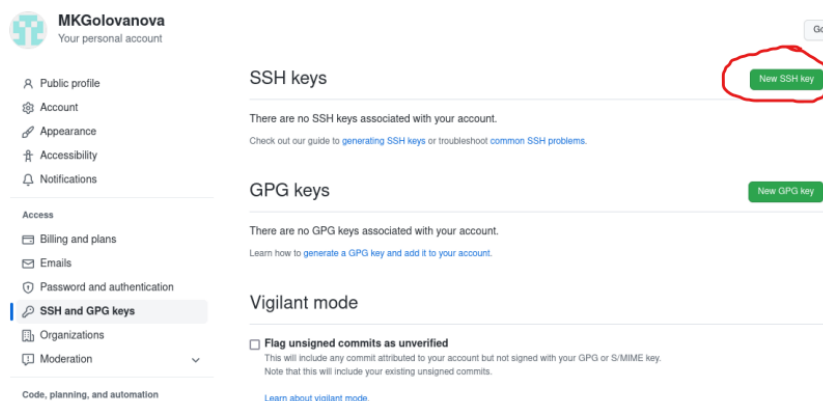 MKGolovanova
Your personal account
Go
Public profile
Account
Appearance
Accessibility
Notifications
Access
Billing and plans
Emails
Password and authentication
SSH and GPG keys
Organizations
Moderation
Code, planning, and automation
SSH keys
New SSH key
There are no SSH keys associated with your account.
Check out our guide to generating SSH keys or troubleshoot common SSH problems.
GPG keys
New GPG key
There are no GPG keys associated with your account.
Learn how to generate a GPG key and add it to your account.
Vigilant mode
Flag unsigned commits as unverified
This will include any commit attributed to your account but not signed with your GPG or S/MIME key.
Note that this will include your existing unsigned commits.
Learn about vigilant mode.